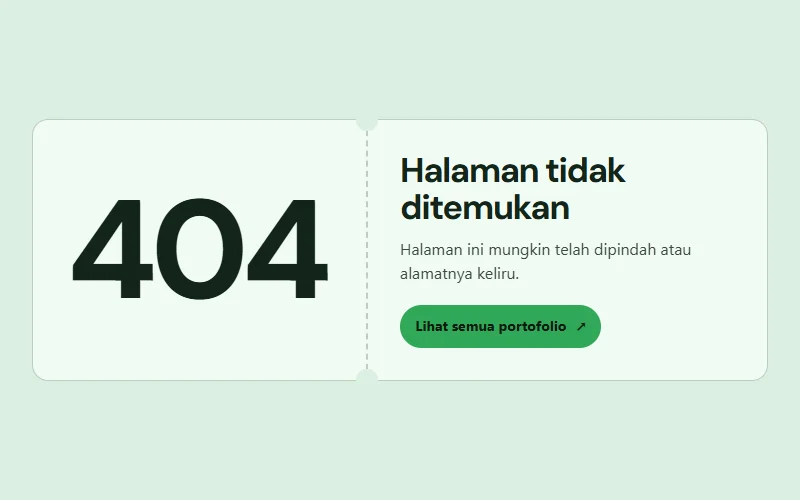 404
Halaman tidak
ditemukan
Halaman ini mungkin telah dipindah atau
alamatnya keliru.
Lihat semua portofolio ↗